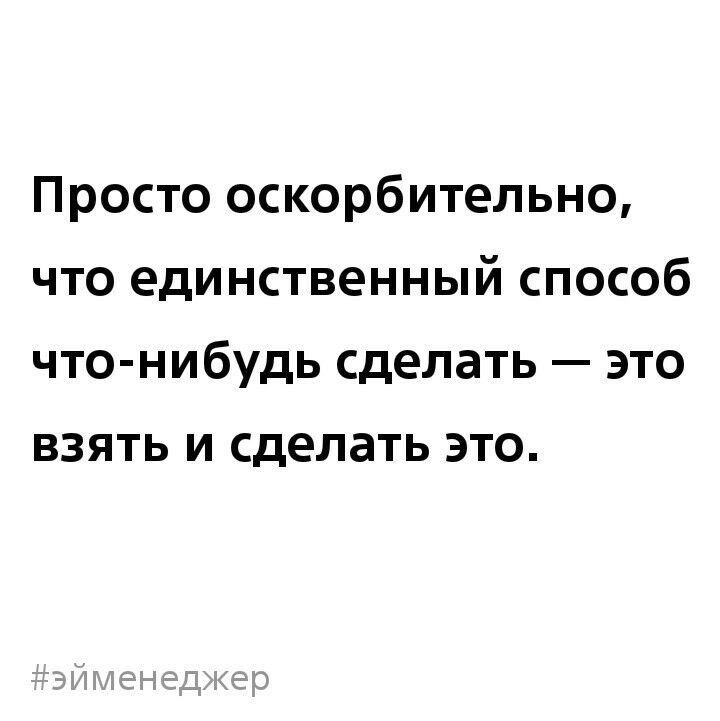 Просто оскорбительно,
что единственный способ
что-нибудь сделать — это
взять и сделать это.
#эйменеджер